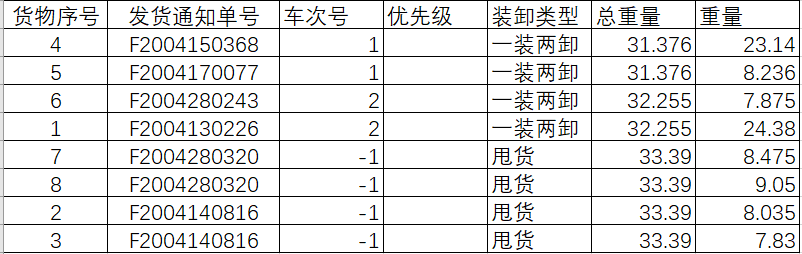 货物序号 发货通知单号 车次号 优先级 装卸类型 总重量 重量
4 F2004150368 1 一装两卸 31.376 23.14
5 F2004170077 1 一装两卸 31.376 8.236
6 F2004280243 2 一装两卸 32.255 7.875
1 F2004130226 2 一装两卸 32.255 24.38
7 F2004280320 -1 甩货 33.39 8.475
8 F2004280320 -1 甩货 33.39 9.05
2 F2004140816 -1 甩货 33.39 8.035
3 F2004140816 -1 甩货 33.39 7.83